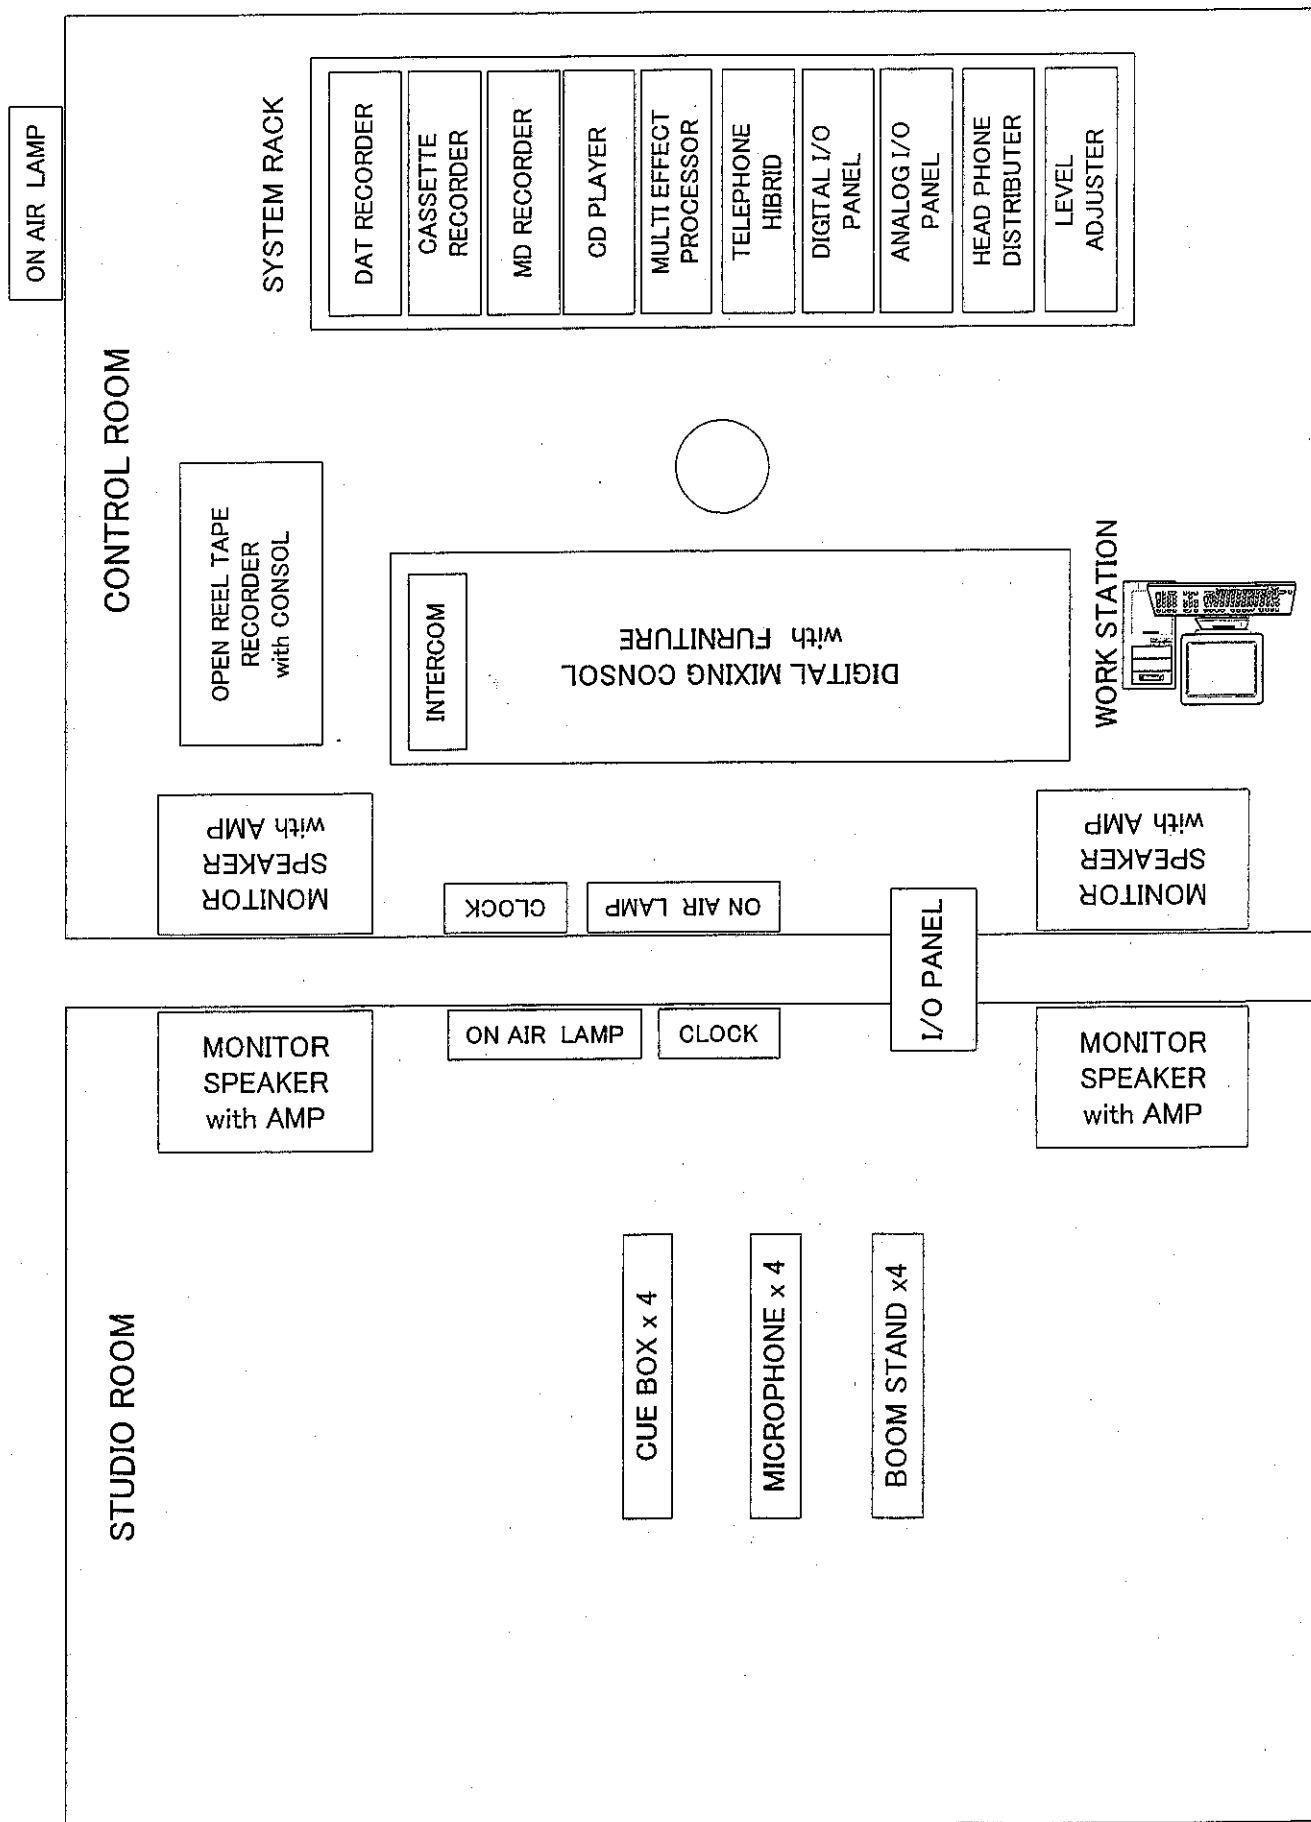 ON AIR LAMP
CONTROL ROOM
SYSTEM RACK
DAT RECORDER
CASSETTE
RECORDER
MD RECORDER
CD PLAYER
MULTI EFFECT
PROCESSOR
TELEPHONE
HIBRID
DIGITAL I/O
PANEL
ANALOG I/O
PANEL
HEAD PHONE
DISTRIBUTER
LEVEL
ADJUSTER
OPEN REEL TAPE
RECORDER
with CONSOL
INTERCOM
DIGITAL MIXING CONSOL
with FURNITURE
WORK STATION
MONITOR
SPEAKER
with AMP
CLOCK
ON AIR LAMP
MONITOR
SPEAKER
with AMP
I/O PANEL
MONITOR
SPEAKER
with AMP
ON AIR LAMP
CLOCK
MONITOR
SPEAKER
with AMP
STUDIO ROOM
CUE BOX x 4
MICROPHONE x 4
BOOM STAND x4